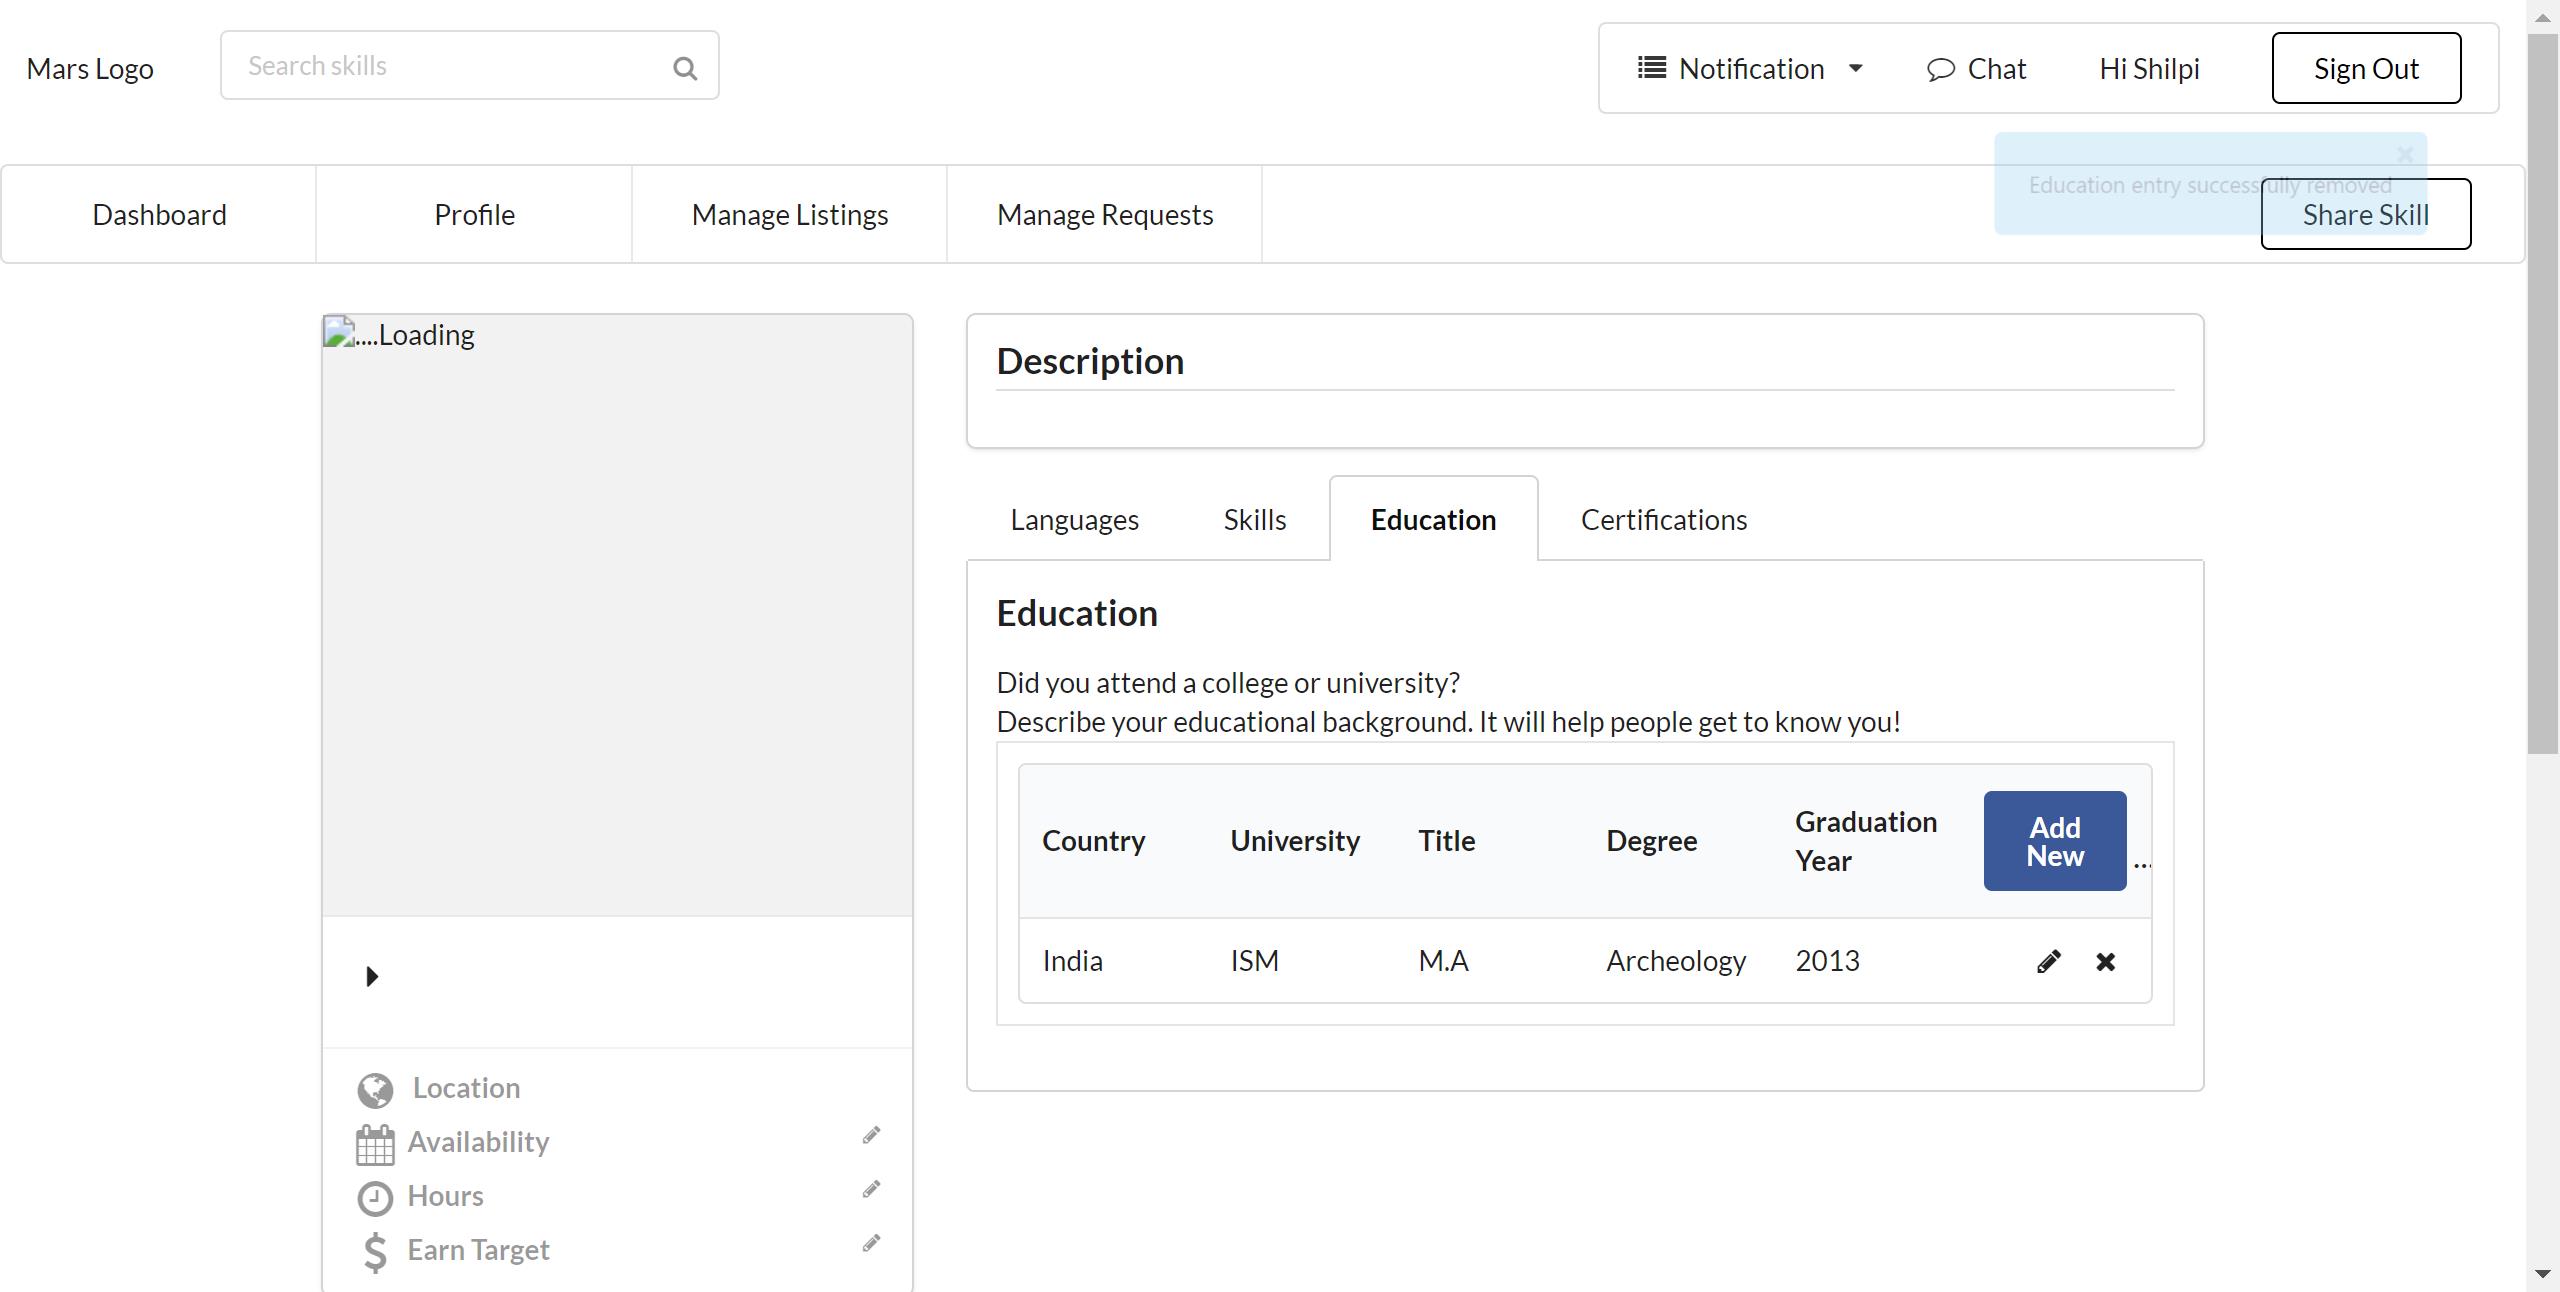 Mars Logo
Search skills
Notification
Chat
Hi Shilpi
Sign Out
Education entry successfully removed
Dashboard
Profile
Manage Listings
Manage Requests
Share Skill
....Loading
Description
Languages
Skills
Education
Certifications
Education
Did you attend a college or university?
Describe your educational background. It will help people get to know you!
Country
University
Title
Degree
Graduation
Year
Add
New
...
India
ISM
M.A
Archeology
2013
Location
Availability
Hours
Earn Target